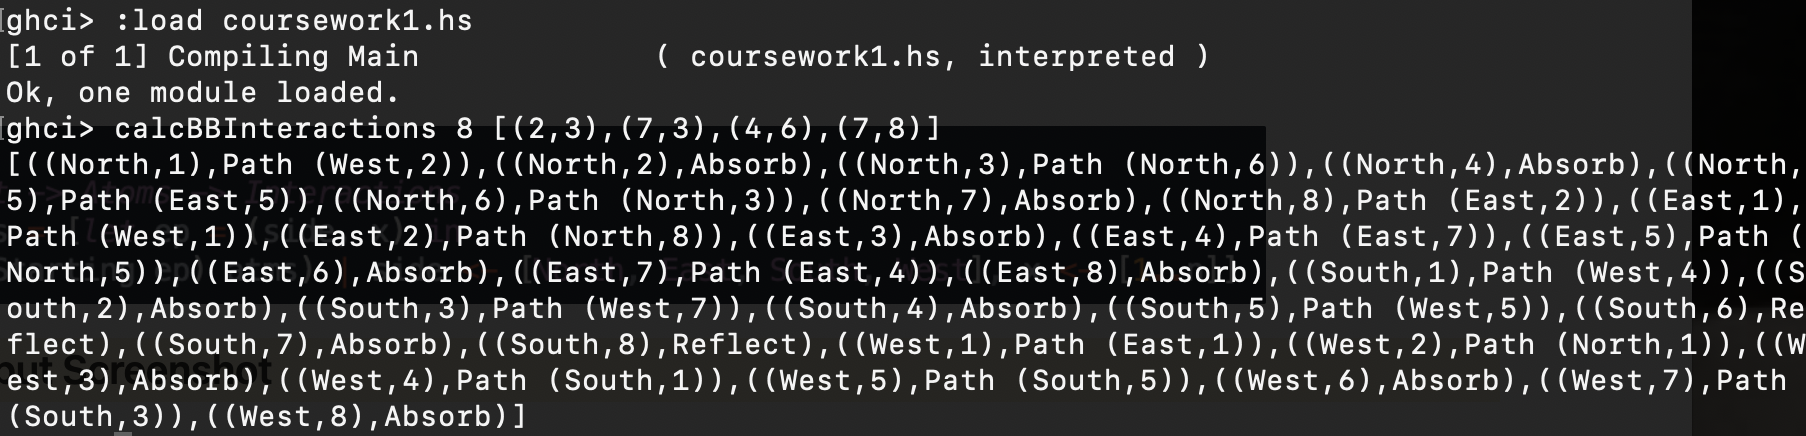 ghci> :load coursework1.hs
[1 of 1] Compiling Main             ( coursework1.hs, interpreted )
Ok, one module loaded.
ghci> calcBBInteractions 8 [(2,3),(7,3),(4,6),(7,8)]
[((North,1),Path (West,2)),((North,2),Absorb),((North,3),Path (North,6)),((North,4),Absorb),((North,
5),Path (East,5)),((North,6),Path (North,3)),((North,7),Absorb),((North,8),Path (East,2)),((East,1),
Path (West,1)),((East,2),Path (North,8)),((East,3),Absorb),((East,4),Path (East,7)),((East,5),Path (
North,5)),((East,6),Absorb),((East,7),Path (East,4)),((East,8),Absorb),((South,1),Path (West,4)),((S
outh,2),Absorb),((South,3),Path (West,7)),((South,4),Absorb),((South,5),Path (West,5)),((South,6),Re
flect),((South,7),Absorb),((South,8),Reflect),((West,1),Path (East,1)),((West,2),Path (North,1)),((W
est,3),Absorb),((West,4),Path (South,1)),((West,5),Path (South,5)),((West,6),Absorb),((West,7),Path
(South,3)),((West,8),Absorb)]